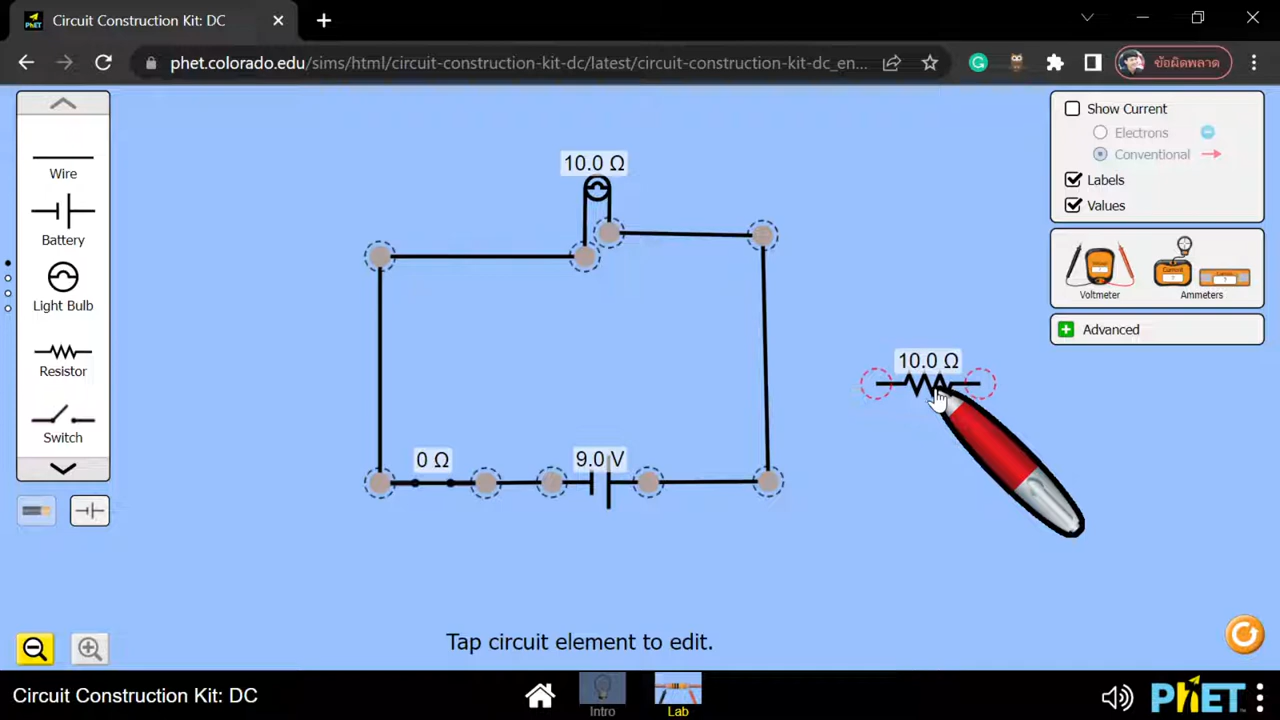 Circuit Construction Kit: DC
phet.colorado.edu/sims/html/circuit-construction-kit-dc/latest/circuit-construction-kit-dc_en...
ข้อผิดพลาด
Wire
Battery
Light Bulb
Resistor
Switch
10.0 Ω
0 Ω
9.0 V
10.0 Ω
Show Current
Electrons
Conventional
Labels
Values
Voltmeter
Ammeters
Advanced
Tap circuit element to edit.
Circuit Construction Kit: DC
Intro
Lab
PhET